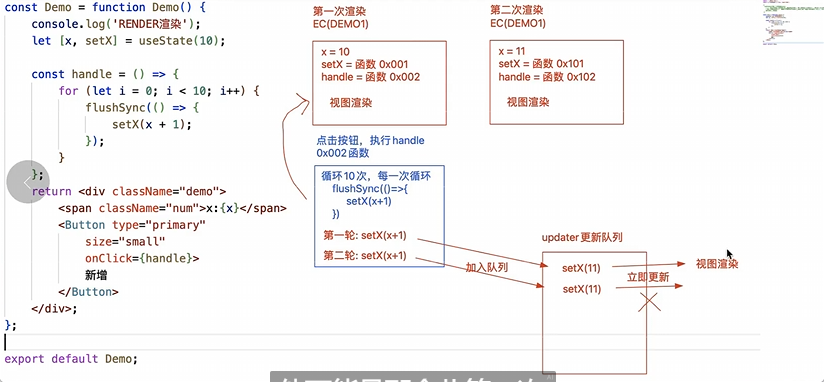 const Demo = function Demo() {
console.log('RENDER渲染');
let [x, setX] = useState(10);
const handle = () => {
for (let i = 0; i < 10; i++) {
flushSync(() => {
setX(x + 1);
});
}
};
return <div className="demo">
<span className="num">x:{x}</span>
<Button type="primary"
size="small"
onClick={handle}>
新增
</Button>
</div>;
};
export default Demo;
第一次渲染
EC(DEMO1)
x = 10
setX = 函数 0x001
handle = 函数 0x002
视图渲染
第二次渲染
EC(DEMO1)
x = 11
setX = 函数 0x101
handle = 函数 0x102
视图渲染
点击按钮，执行handle
0x002函数
循环10次，每一次循环
flushSync(()=>{
setX(x+1)
})
第一轮: setX(x+1)
第二轮: setX(x+1)
加入队列
updater更新队列
setX(11)
setX(11)
立即更新
视图渲染